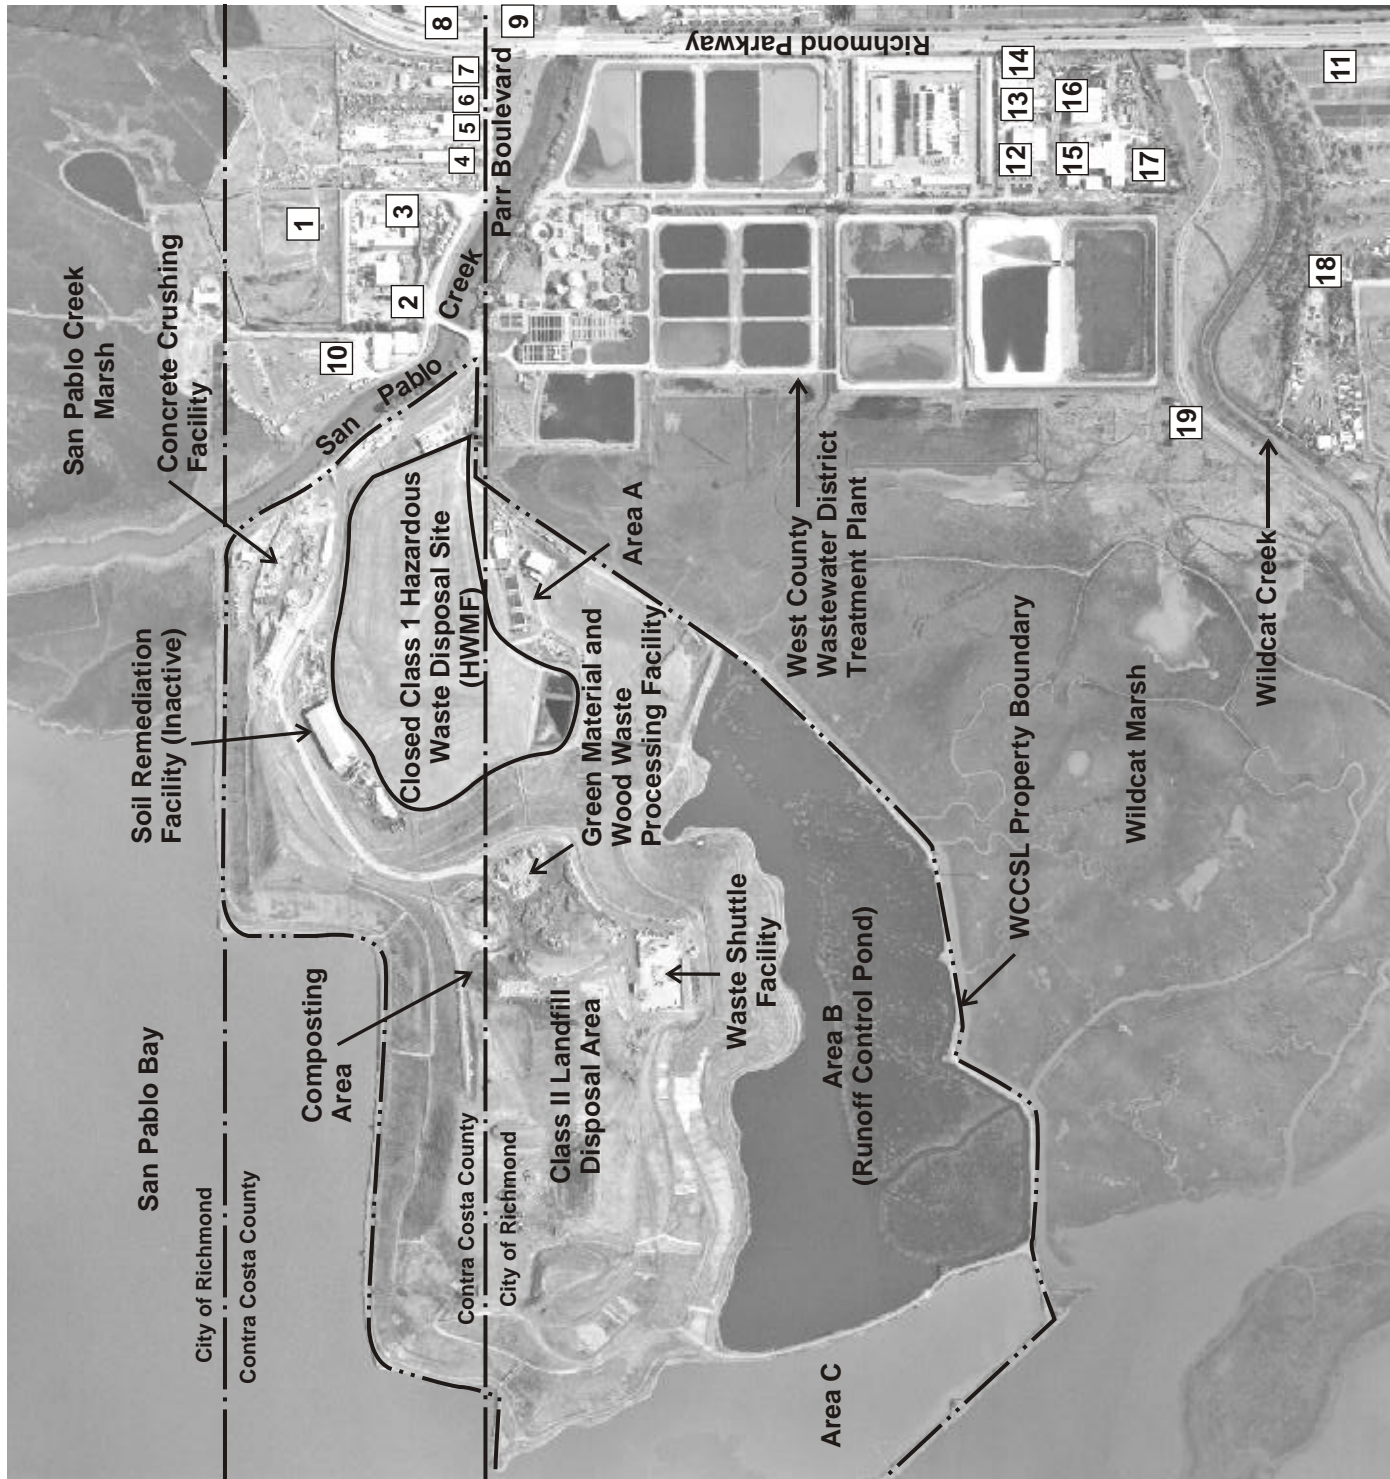 San Pablo Bay
City of Richmond
Contra Costa County
Contra Costa County
City of Richmond
Composting
Area
Soil Remediation
Facility (Inactive)
San Pablo Creek
Marsh
Concrete Crushing
Facility
San Pablo Creek
Closed Class 1 Hazardous
Waste Disposal Site
(HWMF)
Area A
Green Material and
Wood Waste
Processing Facility
Class II Landfill
Disposal Area
Waste Shuttle
Facility
Area B
(Runoff Control Pond)
Area C
WCCSL Property Boundary
Wildcat Marsh
Wildcat Creek
West County
Wastewater District
Treatment Plant
Parr Boulevard
Richmond Parkway
1
2
3
4
5
6
7
8
9
10
11
12
13
14
15
16
17
18
19